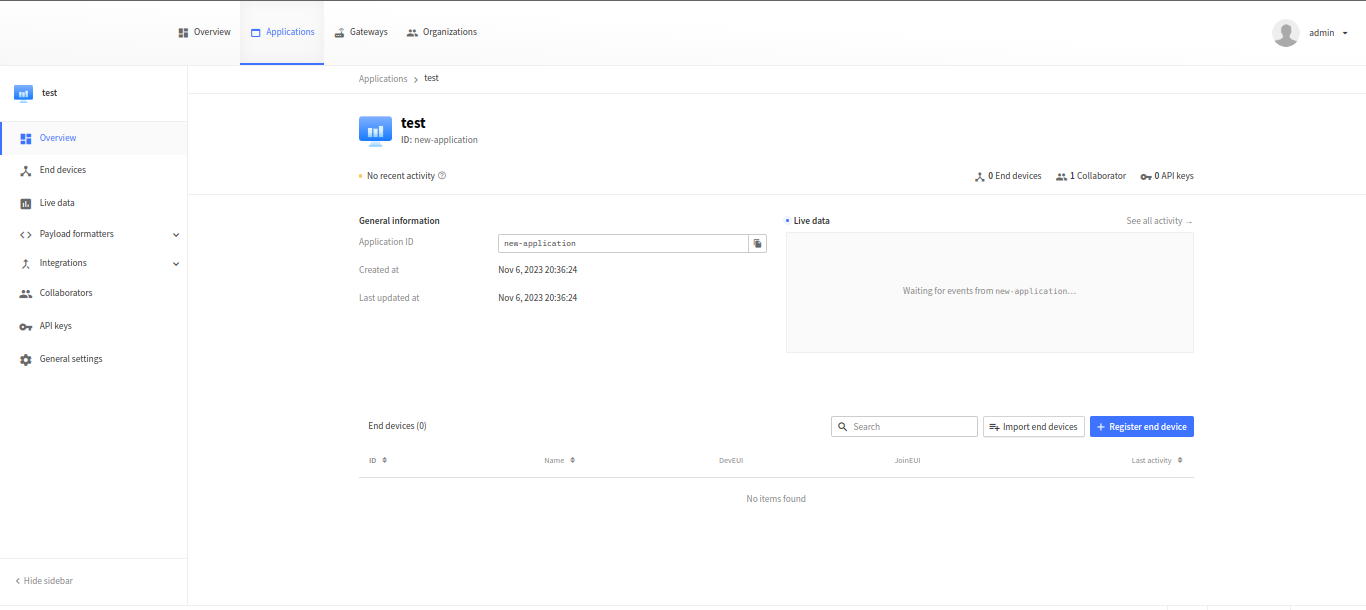 Overview Applications Gateways Organizations admin
test
Overview
End devices
Live data
Payload formatters
Integrations
Collaborators
API keys
General settings
Hide sidebar
Applications > test
test
ID: new-application
No recent activity
0 End devices 1 Collaborator 0 API keys
General information
Application ID new-application
Created at Nov 6, 2023 20:36:24
Last updated at Nov 6, 2023 20:36:24
Live data See all activity →
Waiting for events from new-application…
End devices (0) Search Import end devices + Register end device
ID Name DevEUI JoinEUI Last activity
No items found